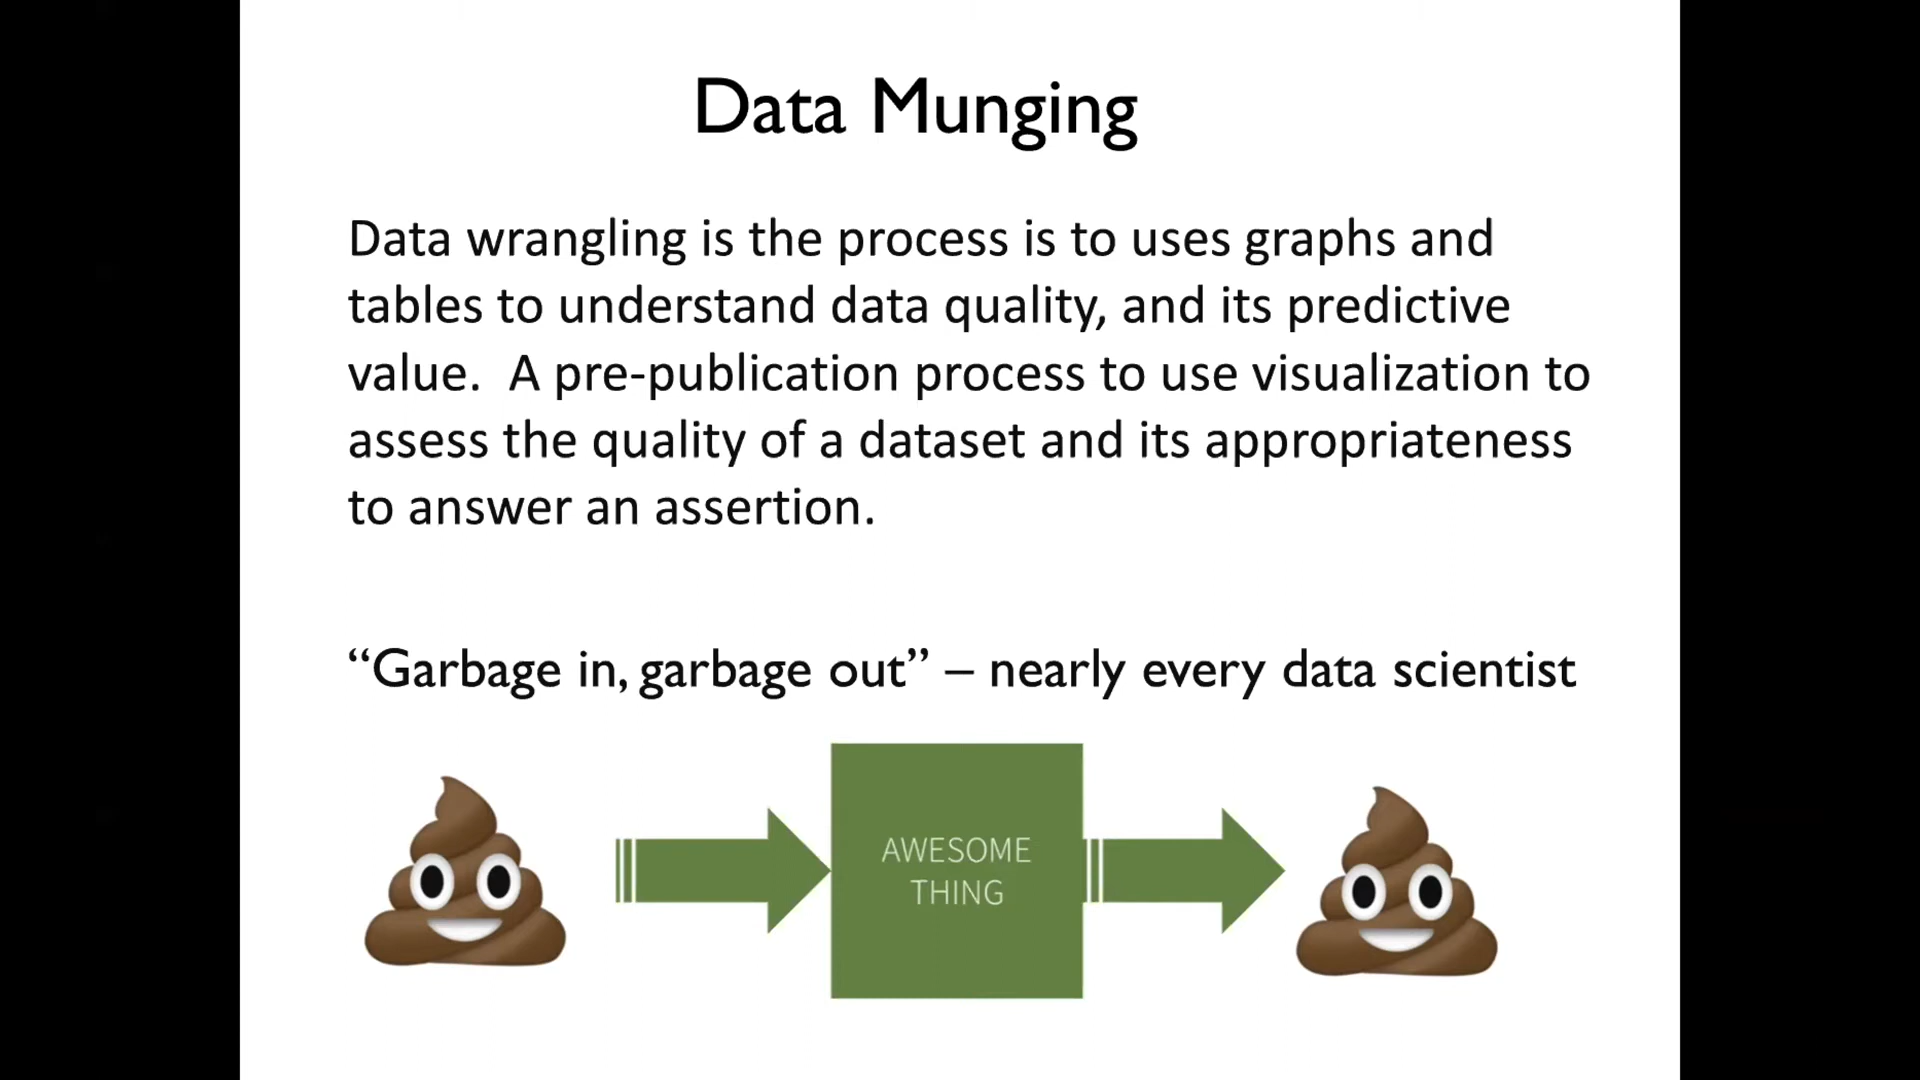 Data Munging
Data wrangling is the process is to uses graphs and
tables to understand data quality, and its predictive
value.  A pre-publication process to use visualization to
assess the quality of a dataset and its appropriateness
to answer an assertion.
“Garbage in, garbage out” – nearly every data scientist
AWESOME
THING